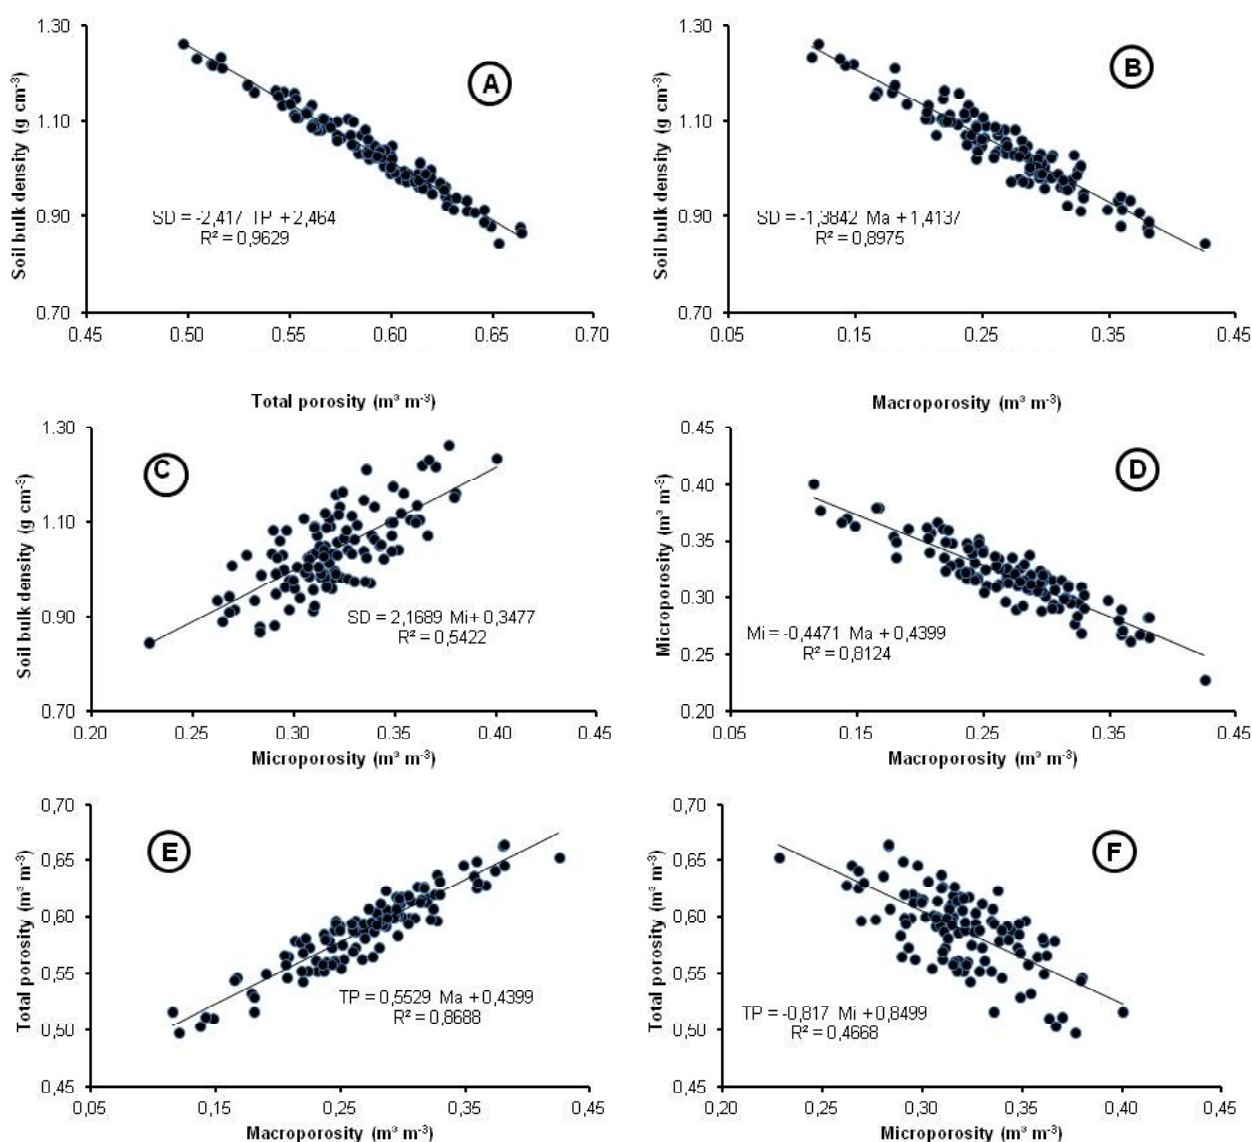 1.30
1.10
0.90
0.70
Soil bulk density (g cm-³)
A
SD = -2,417 TP + 2,464
R² = 0,9629
0.45 0.50 0.55 0.60 0.65 0.70
Total porosity (m³ m-³)
1.30
1.10
0.90
0.70
Soil bulk density (g cm-³)
B
SD = -1,3842 Ma + 1,4137
R² = 0,8975
0.05 0.15 0.25 0.35 0.45
Macroporosity (m³ m-³)
1.30
1.10
0.90
0.70
Soil bulk density (g cm-³)
C
SD = 2,1689 Mi + 0,3477
R² = 0,5422
0.20 0.25 0.30 0.35 0.40 0.45
Microporosity (m³ m-³)
0.45
0.40
0.35
0.30
0.25
0.20
Microporosity (m³ m-³)
D
Mi = -0,4471 Ma + 0,4399
R² = 0,8124
0.05 0.15 0.25 0.35 0.45
Macroporosity (m³ m-³)
0,70
0,65
0,60
0,55
0,50
0,45
Total porosity (m³ m-³)
E
TP = 0,5529 Ma + 0,4399
R² = 0,8688
0,05 0,15 0,25 0,35 0,45
Macroporosity (m³ m-³)
0,70
0,65
0,60
0,55
0,50
0,45
Total porosity (m³ m-³)
F
TP = -0,817 Mi + 0,8499
R² = 0,4668
0,20 0,25 0,30 0,35 0,40 0,45
Microporosity (m³ m-³)